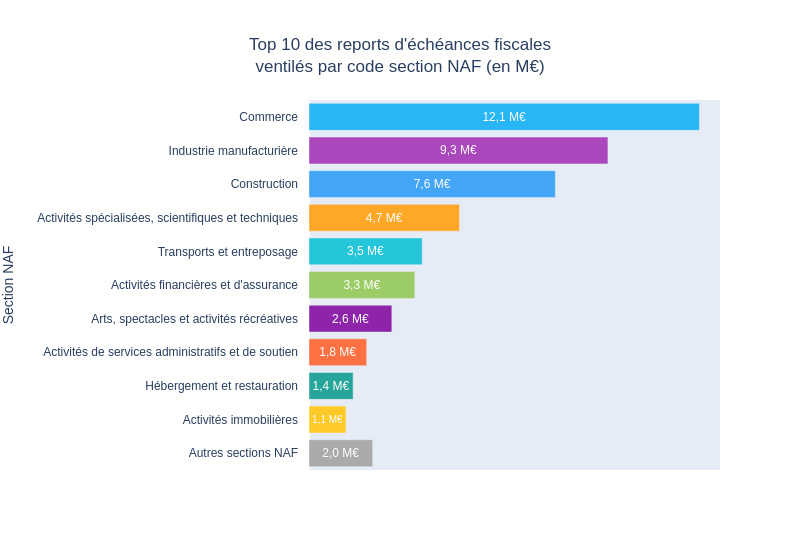 Top 10 des reports d'échéances fiscales
ventilés par code section NAF (en M€)
Section NAF
Commerce 12,1 M€
Industrie manufacturière 9,3 M€
Construction 7,6 M€
Activités spécialisées, scientifiques et techniques 4,7 M€
Transports et entreposage 3,5 M€
Activités financières et d'assurance 3,3 M€
Arts, spectacles et activités récréatives 2,6 M€
Activités de services administratifs et de soutien 1,8 M€
Hébergement et restauration 1,4 M€
Activités immobilières 1,1 M€
Autres sections NAF 2,0 M€